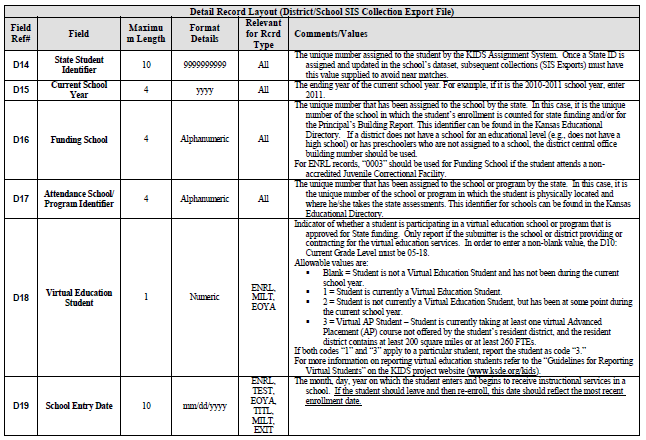 Detail Record Layout (District/School SIS Collection Export File)
Field Ref#
Field
Maximu m Length
Format Details
Relevant for Rcrd Type
Comments/Values
D14
State Student Identifier
10
9999999999
All
The unique number assigned to the student by the KIDS Assignment System. Once a State ID is
assigned and updated in the school's dataset, subsequent collections (SIS Exports) must have
this value supplied to avoid near matches.
D15
Current School Year
4
yyyy
All
The ending year of the current school year. For example, if it is the 2010-2011 school year, enter
2011.
D16
Funding School
4
Alphanumeric
All
The unique number that has been assigned to the school by the state. In this case, it is the unique
number of the school in which the student's enrollment is counted for state funding and/or for
the Principal's Building Report. This identifier can be found in the Kansas Educational
Directory. If a district does not have a school for an educational level (e.g., does not have a
high school) or has preschoolers who are not assigned to a school, the district central office
building number should be used.
For ENRL records, "0003" should be used for Funding School if the student attends a non-
accredited Juvenile Correctional Facility.
D17
Attendance School/ Program Identifier
4
Alphanumeric
All
The unique number that has been assigned to the school or program by the state. In this case, it is
the unique number of the school or program in which the student is physically located and
where he/she takes the state assessments. This identifier for schools can be found in the Kansas
Educational Directory.
D18
Virtual Education Student
1
Numeric
ENRL, MILT, EOYA
Indicator of whether a student is participating in a virtual education school or program that is
approved for State funding. Only report if the submitter is the school or district providing or
contracting for the virtual education services. In order to enter a non-blank value, the D10:
Current Grade Level must be 05-18.
Allowable values are:
▪ Blank = Student is not a Virtual Education Student and has not been during the current
school year.
▪ 1 = Student is currently a Virtual Student.
▪ 2 = Student is not currently a Virtual Student, but has been at some point during
the current school year.
▪ 3 = Virtual AP Student – Student is currently taking at least one virtual Advanced
Placement (AP) course not offered by the student's resident district, and the resident
district contains at least 200 square miles or at least 260 FTEs.
If both codes "1" and "3" apply to a particular student, report the student as code "3."
For more information on reporting virtual education students refer to the "Guidelines for Reporting
Virtual Students" on the KIDS project website (www.ksde.org/kids).
D19
School Entry Date
10
mm/dd/yyyy
ENRL, TEST, EOYA, TITL, MILT, EXIT
The month, day, year on which the student enters and begins to receive instructional services in a
school. If the student should leave and then re-enroll, this date should reflect the most recent
enrollment date.